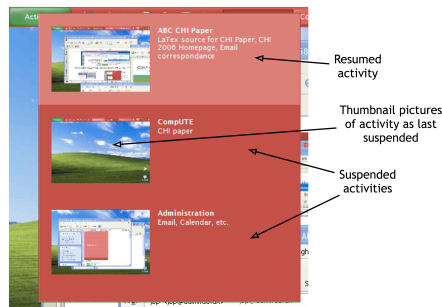 Acti
ABC CHI Paper
LaTex source for CHI Paper, CHI
2006 Homepage, Email
correspondance
Resumed
activity
Thumbnail pictures
of activity as last
suspended
CompUTE
CHI paper
Suspended
activities
Administration
Email, Calendar, etc.